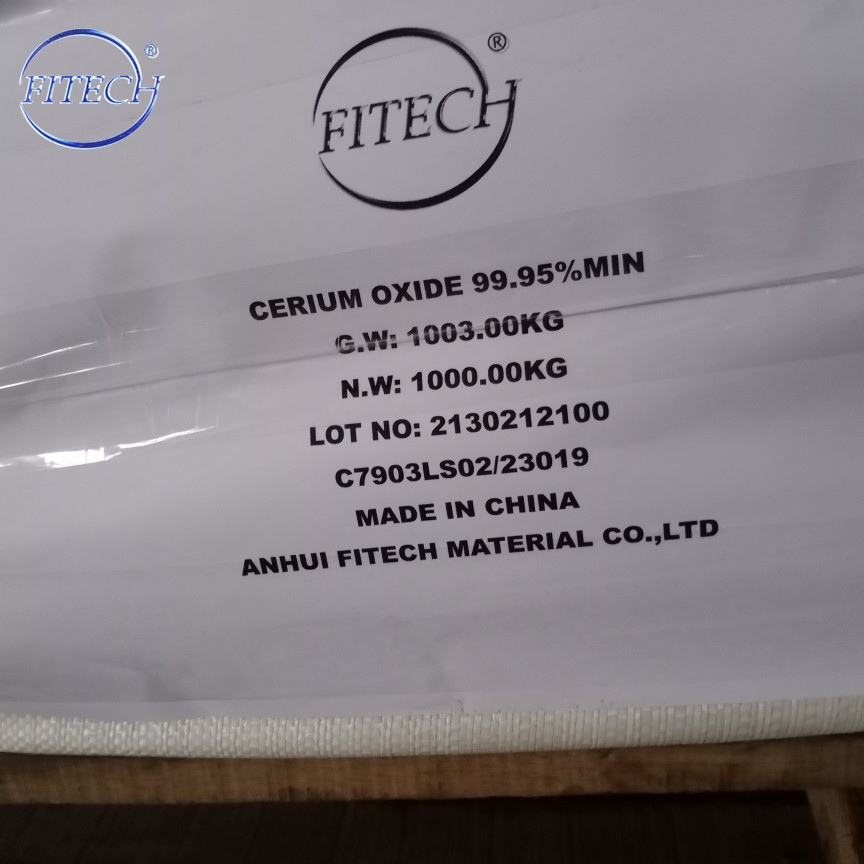 FITECH ®
FITECH ®
CERIUM OXIDE 99.95%MIN
G.W: 1003.00KG
N.W: 1000.00KG
LOT NO: 2130212100
C7903LS02/23019
MADE IN CHINA
ANHUI FITECH MATERIAL CO.,LTD